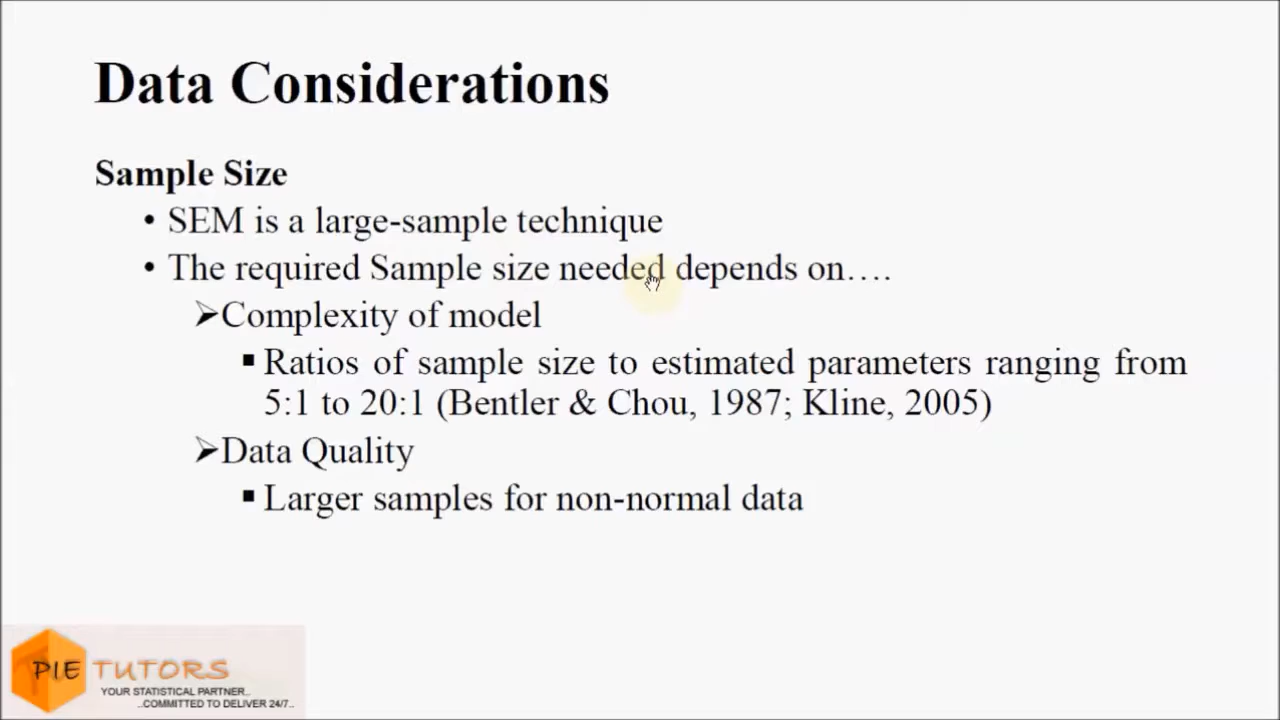 Data Considerations
Sample Size
• SEM is a large-sample technique
• The required Sample size needed depends on….
➢Complexity of model
▪ Ratios of sample size to estimated parameters ranging from
5:1 to 20:1 (Bentler & Chou, 1987; Kline, 2005)
➢Data Quality
▪ Larger samples for non-normal data
PIE TUTORS
YOUR STATISTICAL PARTNER..
..COMMITTED TO DELIVER 24/7..